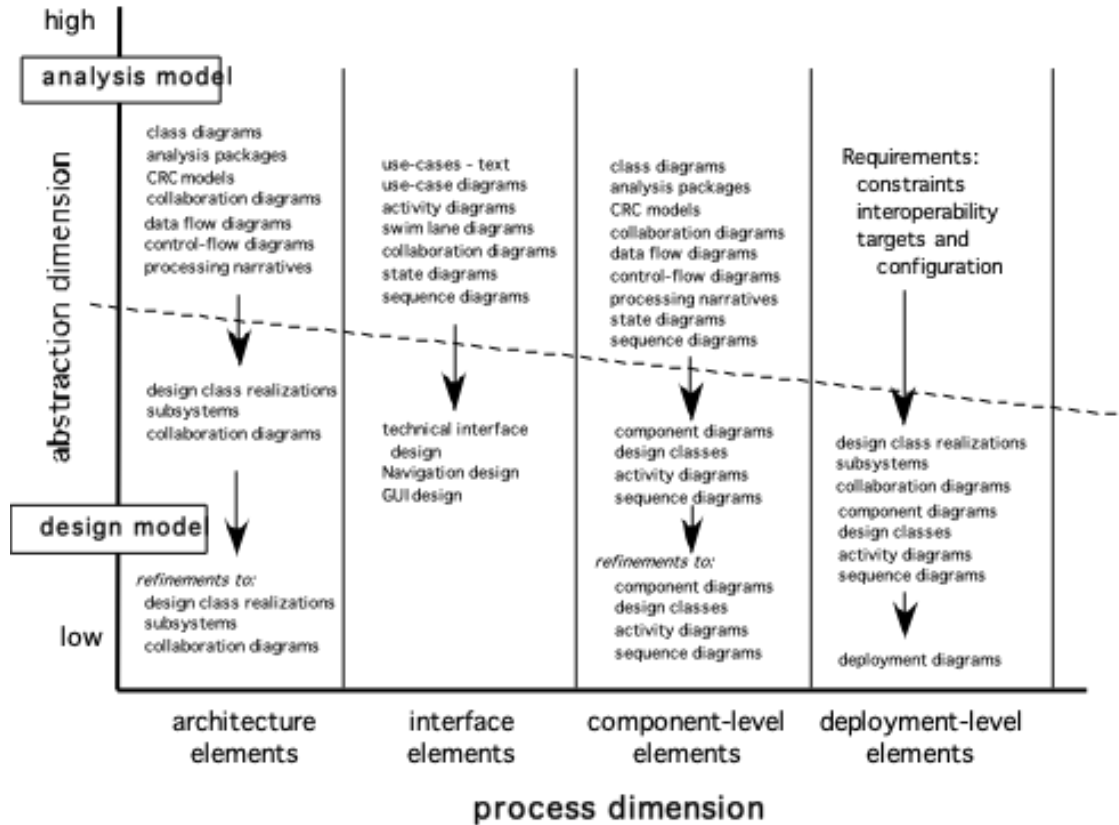 high
analysis model
abstraction dimension
design model
low
class diagrams
analysis packages
CRC models
collaboration diagrams
data flow diagrams
control-flow diagrams
processing narratives
design class realizations
subsystems
collaboration diagrams
refinements to:
design class realizations
subsystems
collaboration diagrams
use-cases - text
use-case diagrams
activity diagrams
swim lane diagrams
collaboration diagrams
state diagrams
sequence diagrams
technical interface
design
Navigation design
GUI design
class diagrams
analysis packages
CRC models
collaboration diagrams
data flow diagrams
control-flow diagrams
processing narratives
state diagrams
sequence diagrams
component diagrams
design classes
activity diagrams
sequence diagrams
refinements to:
component diagrams
design classes
activity diagrams
sequence diagrams
Requirements:
constraints
interoperability
targets and
configuration
design class realizations
subsystems
collaboration diagrams
component diagrams
design classes
activity diagrams
sequence diagrams
deployment diagrams
architecture
elements
interface
elements
component-level
elements
deployment-level
elements
process dimension